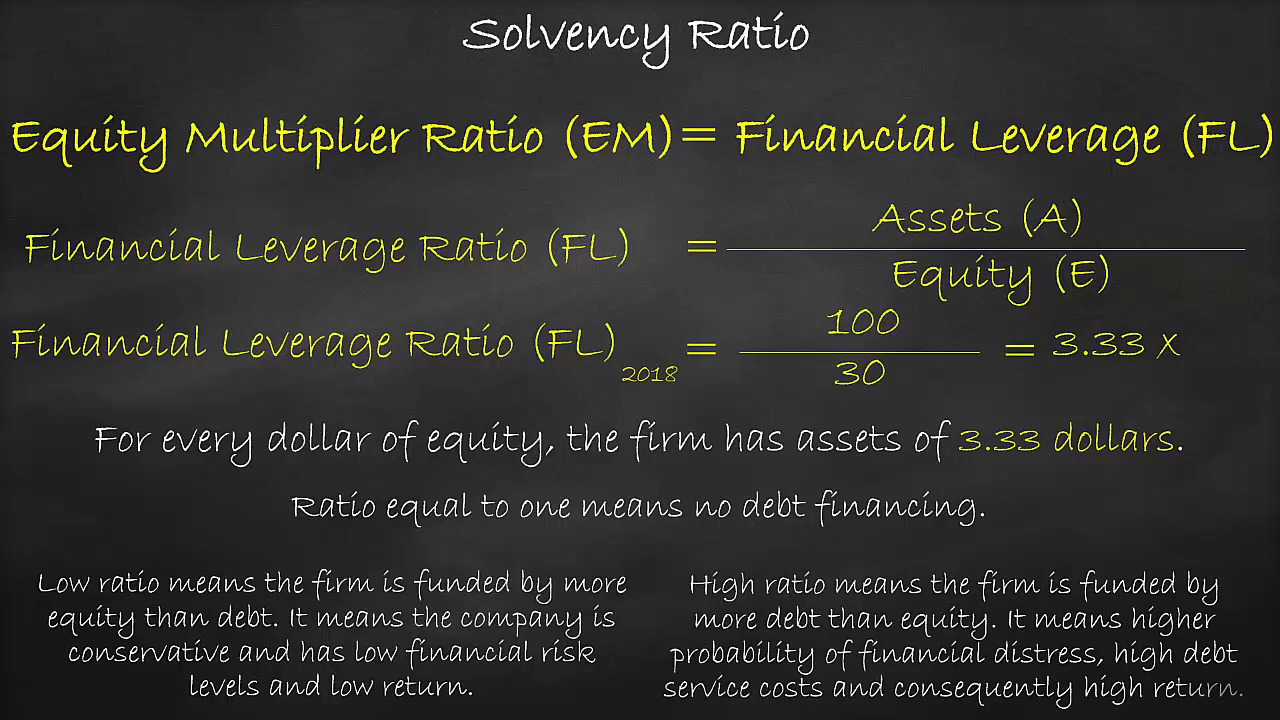 Solvency Ratio
Equity Multiplier Ratio (EM) = Financial Leverage (FL)
Financial Leverage Ratio (FL) = Assets (A)
Equity (E)
Financial Leverage Ratio (FL) 2018 = 100
30
= 3.33 X
For every dollar of equity, the firm has assets of 3.33 dollars.
Ratio equal to one means no debt financing.
Low ratio means the firm is funded by more
equity than debt. It means the company is
conservative and has low financial risk
levels and low return.
High ratio means the firm is funded by
more debt than equity. It means higher
probability of financial distress, high debt
service costs and consequently high return.